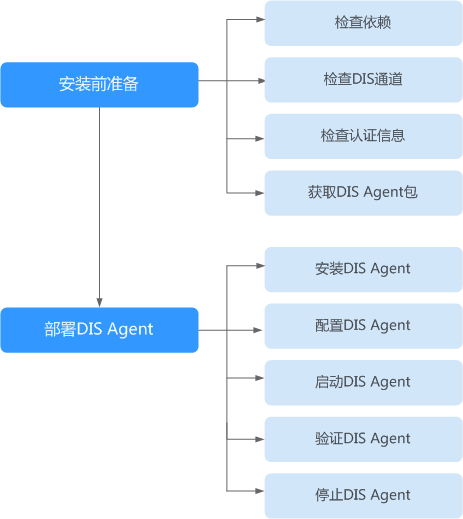 检查依赖
安装前准备
检查DIS通道
检查认证信息
获取DIS Agent包
安装DIS Agent
部署DIS Agent
配置DIS Agent
启动DIS Agent
验证DIS Agent
停止DIS Agent